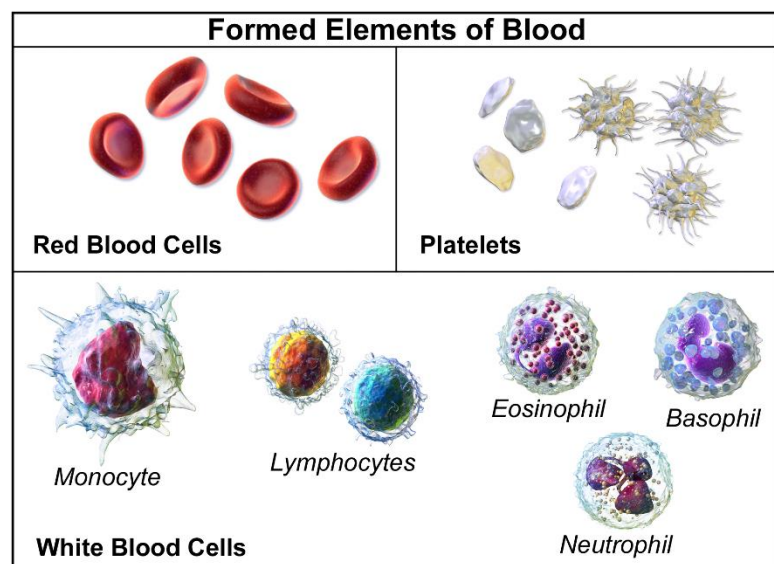 Formed Elements of Blood
Red Blood Cells
Platelets
Monocyte
Lymphocytes
Eosinophil
Basophil
Neutrophil
White Blood Cells